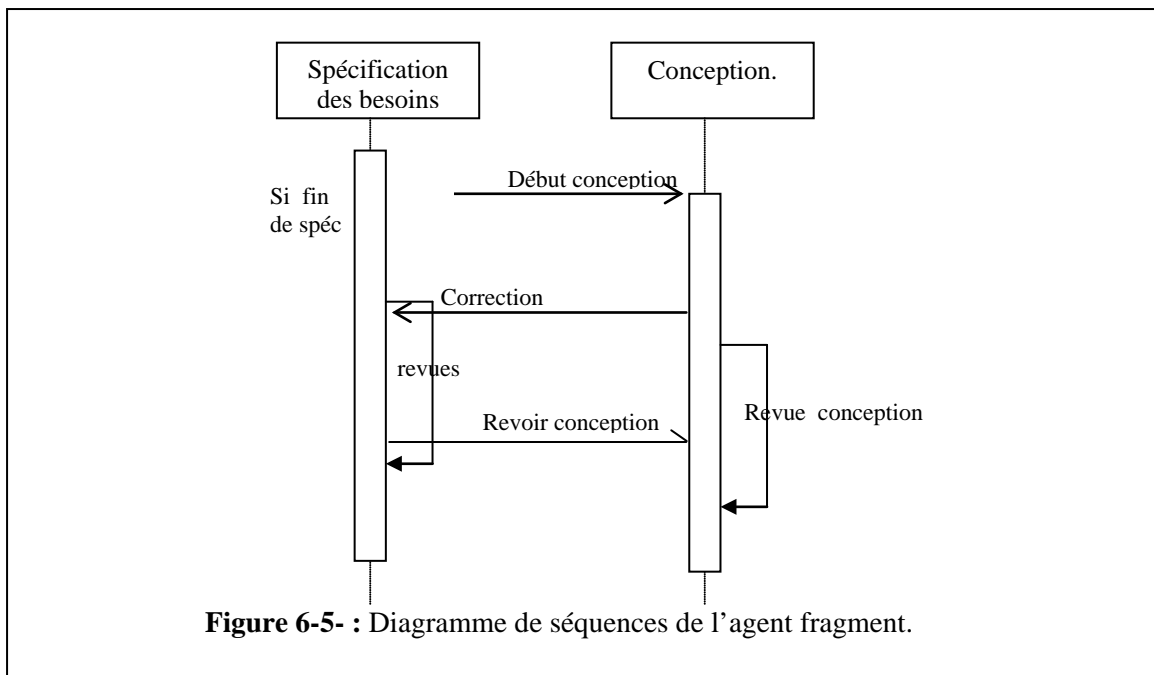 Spécification
des besoins
Conception.
Début conception
Si fin
de spéc
Correction
revues
Revue conception
Revoir conception
Figure 6-5- : Diagramme de séquences de l’agent fragment.